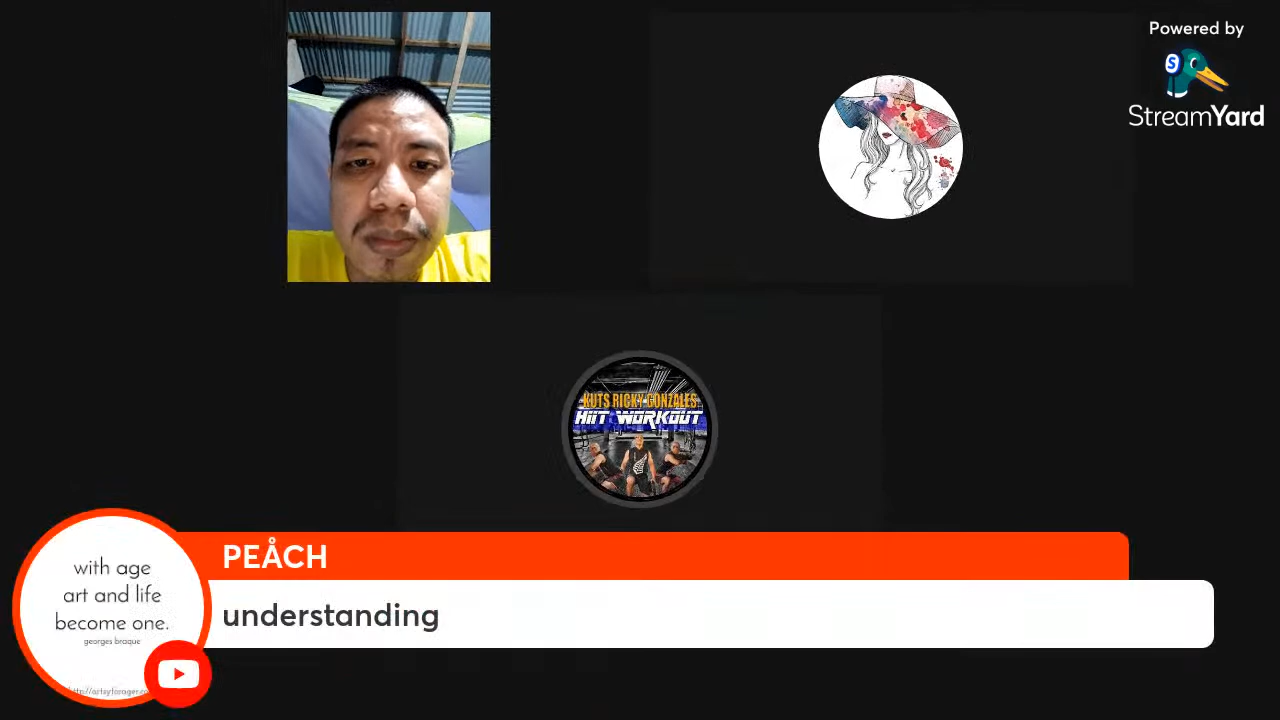 Powered by
S
StreamYard
KUTS RICKY GONZALES
HIIT WORKOUT
PEÅCH
understanding
with age
art and life
become one.
georges braque